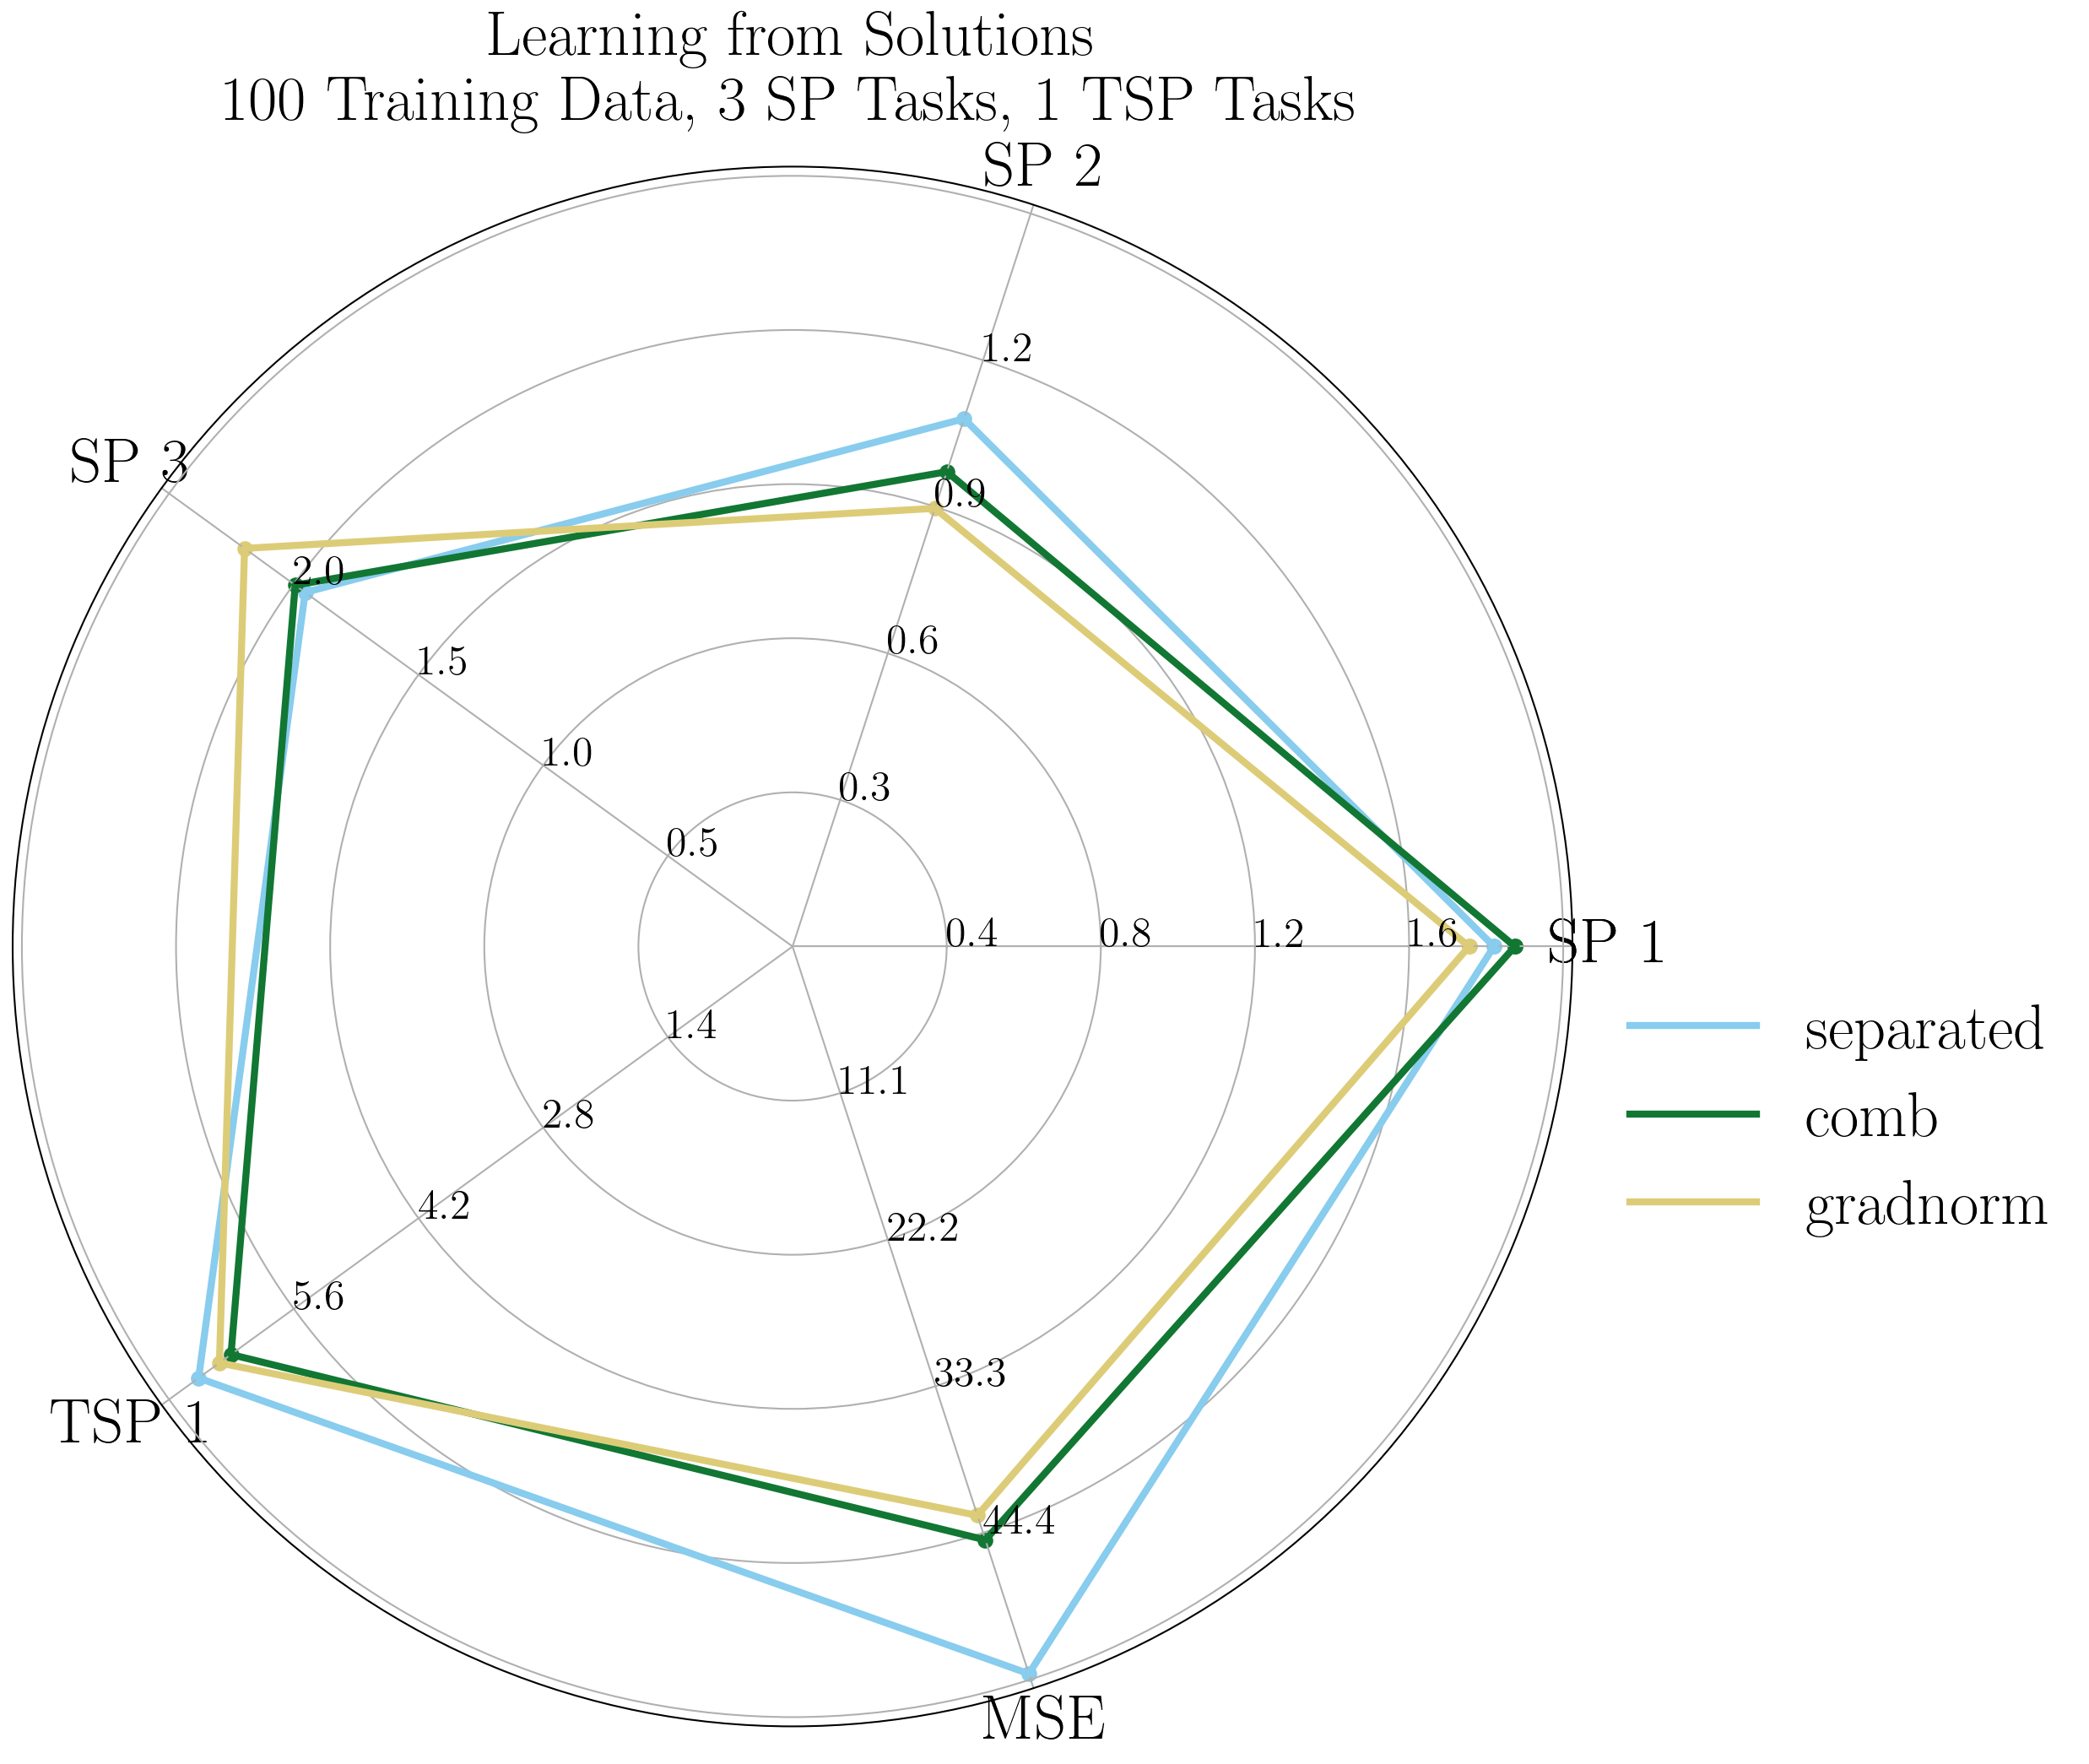 Learning from Solutions
100 Training Data, 3 SP Tasks, 1 TSP Tasks
SP 2
1.2
0.9
0.6
0.3
SP 3
2.0
1.5
1.0
0.5
0.4 0.8 1.2 1.6 SP 1
1.4
2.8
4.2
5.6
TSP 1
11.1
22.2
33.3
44.4
MSE
separated
comb
gradnorm